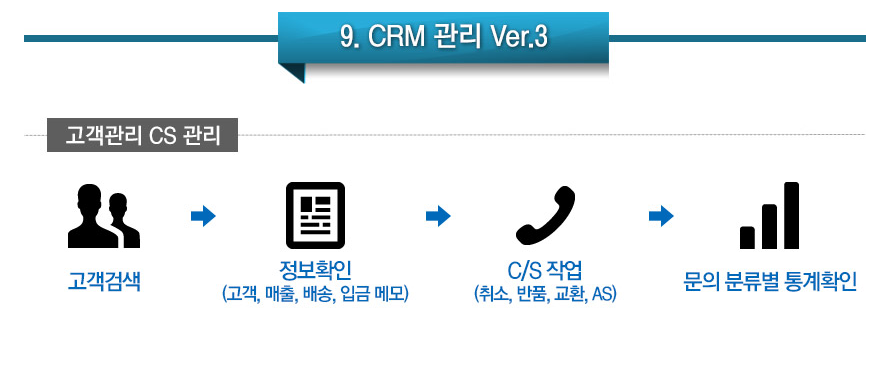 9. CRM 관리 Ver.3
고객관리 CS 관리
고객검색
정보확인
(고객, 매출, 배송, 입금 메모)
C/S 작업
(취소, 반품, 교환, AS)
문의 분류별 통계확인